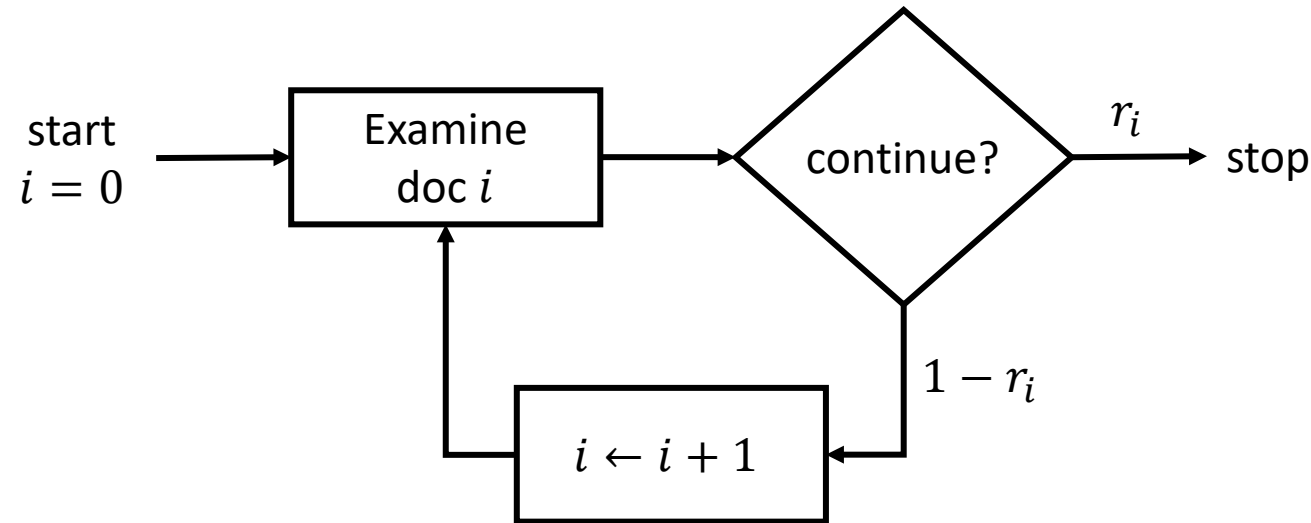 start
i = 0
Examine
doc i
continue?
r_i
stop
1 − r_i
i ← i + 1